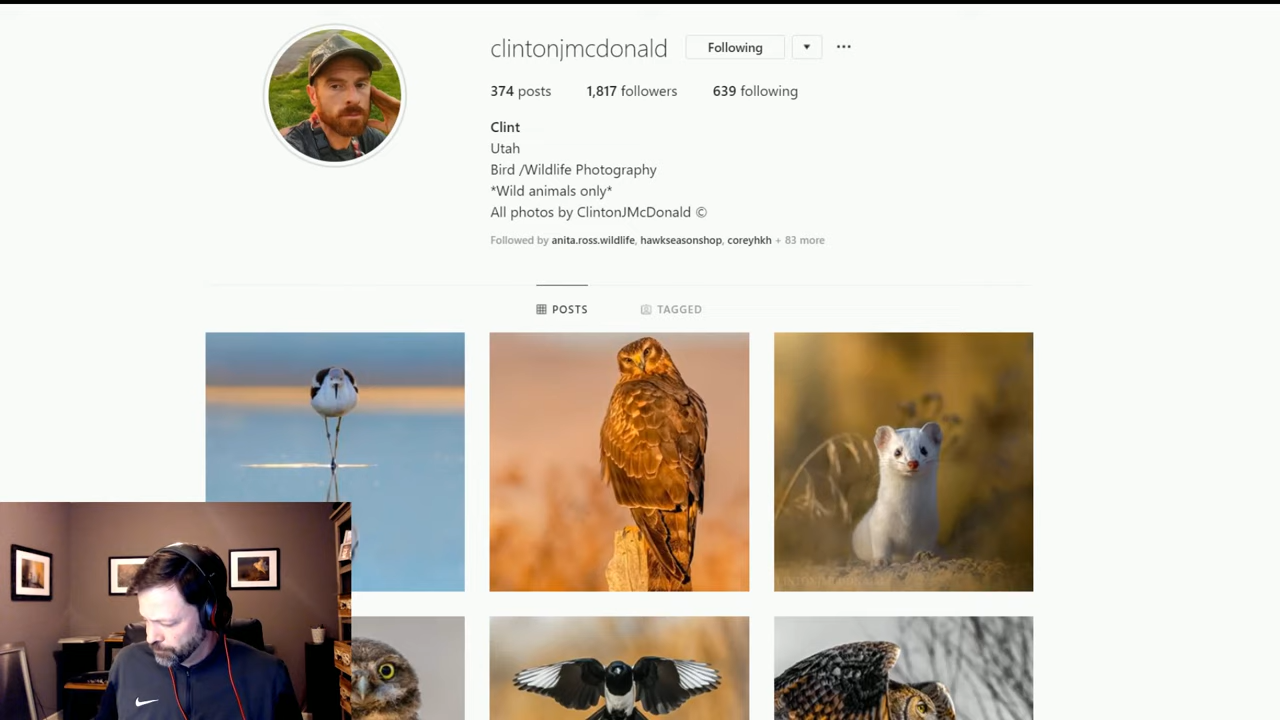 clintonjmcdonald Following
374 posts 1,817 followers 639 following
Clint
Utah
Bird /Wildlife Photography
*Wild animals only*
All photos by ClintonJMcDonald ©
Followed by anita.ross.wildlife, hawkseasonshop, coreyhkh + 83 more
POSTS TAGGED